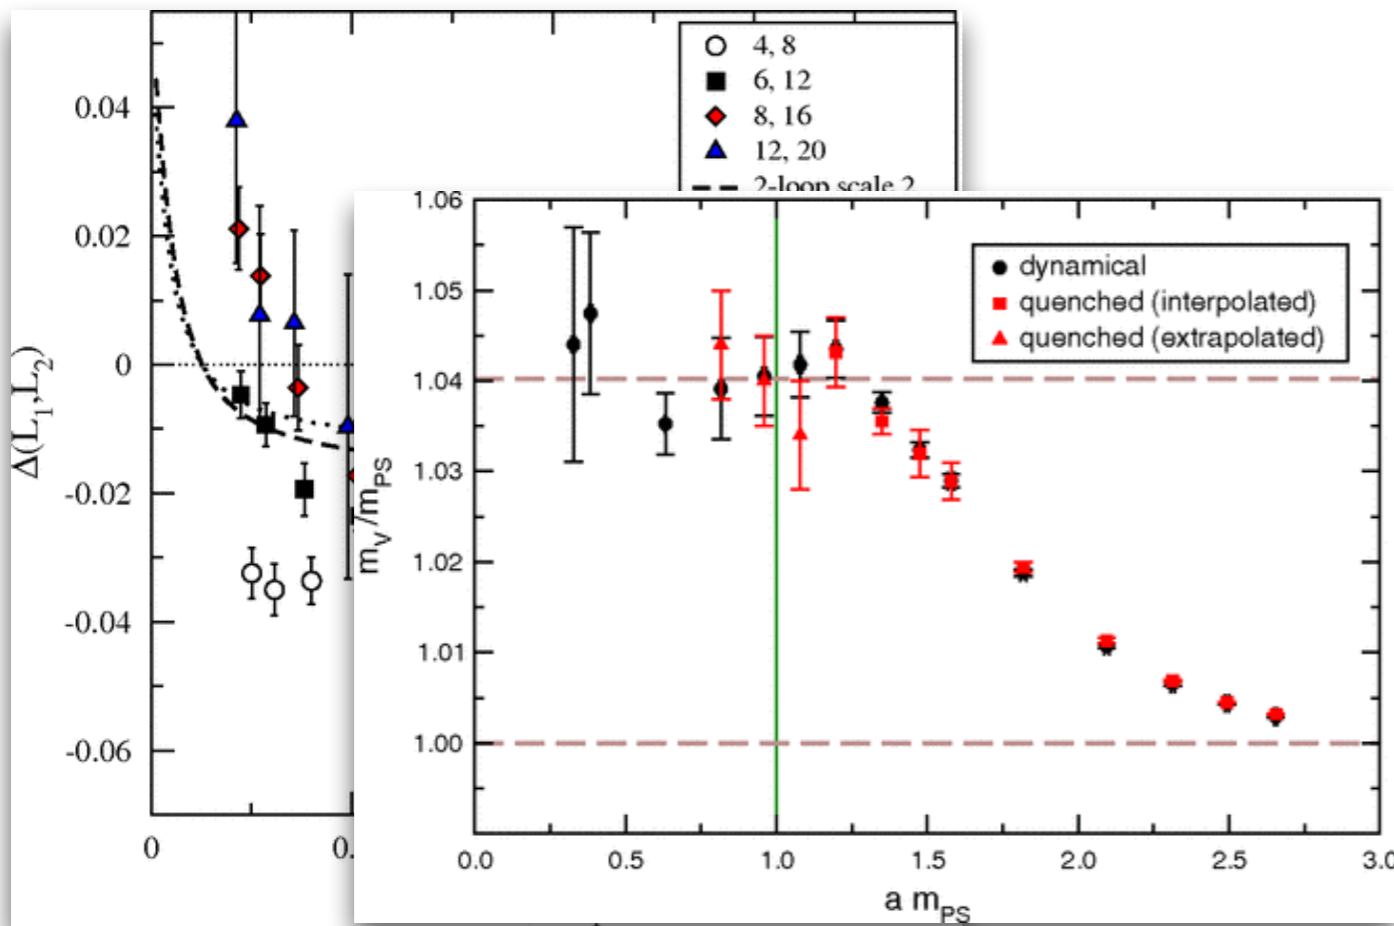 0.04
0.02
0
-0.02
-0.04
-0.06
0
0.
Δ(L1,L2)
4, 8
6, 12
8, 16
12, 20
2-loop scale 2
1.06
1.05
1.04
1.03
1.02
1.01
1.00
mV/mPS
dynamical
quenched (interpolated)
quenched (extrapolated)
0.0 0.5 1.0 1.5 2.0 2.5 3.0
a mPS